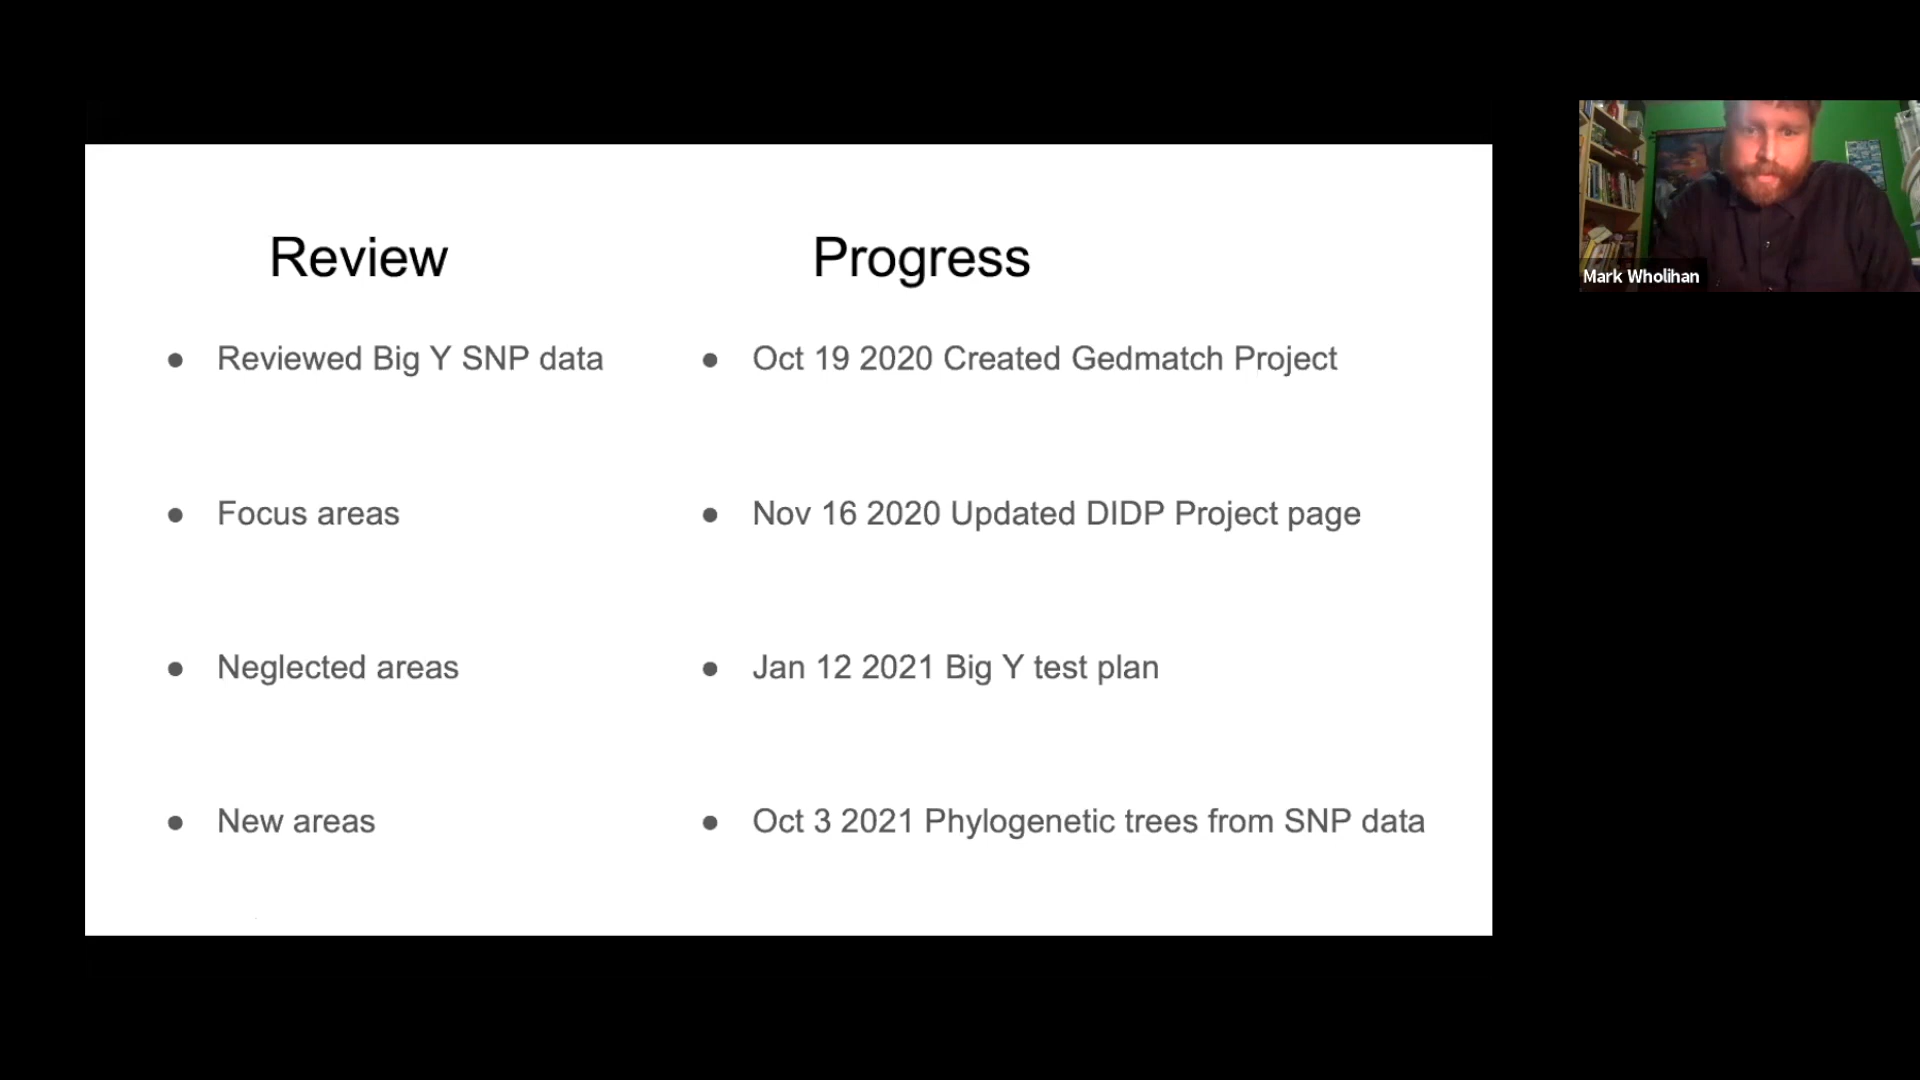 Review
Progress
Reviewed Big Y SNP data
Oct 19 2020 Created Gedmatch Project
Focus areas
Nov 16 2020 Updated DIDP Project page
Neglected areas
Jan 12 2021 Big Y test plan
New areas
Oct 3 2021 Phylogenetic trees from SNP data
Mark Wholihan